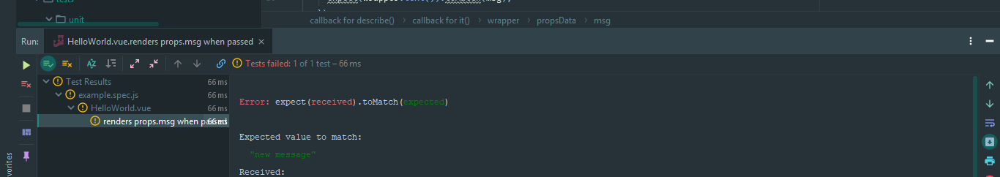 tests
unit
});
callback for describe() › callback for it() › wrapper › propsData › msg
Run: HelloWorld.vue.renders props.msg when passed ×
Tests failed: 1 of 1 test – 66 ms
Test Results 66 ms
example.spec.js 66 ms
HelloWorld.vue 66 ms
renders props.msg when passed 66 ms
Error: expect(received).toMatch(expected)
Expected value to match:
"new message"
Received:
vorites